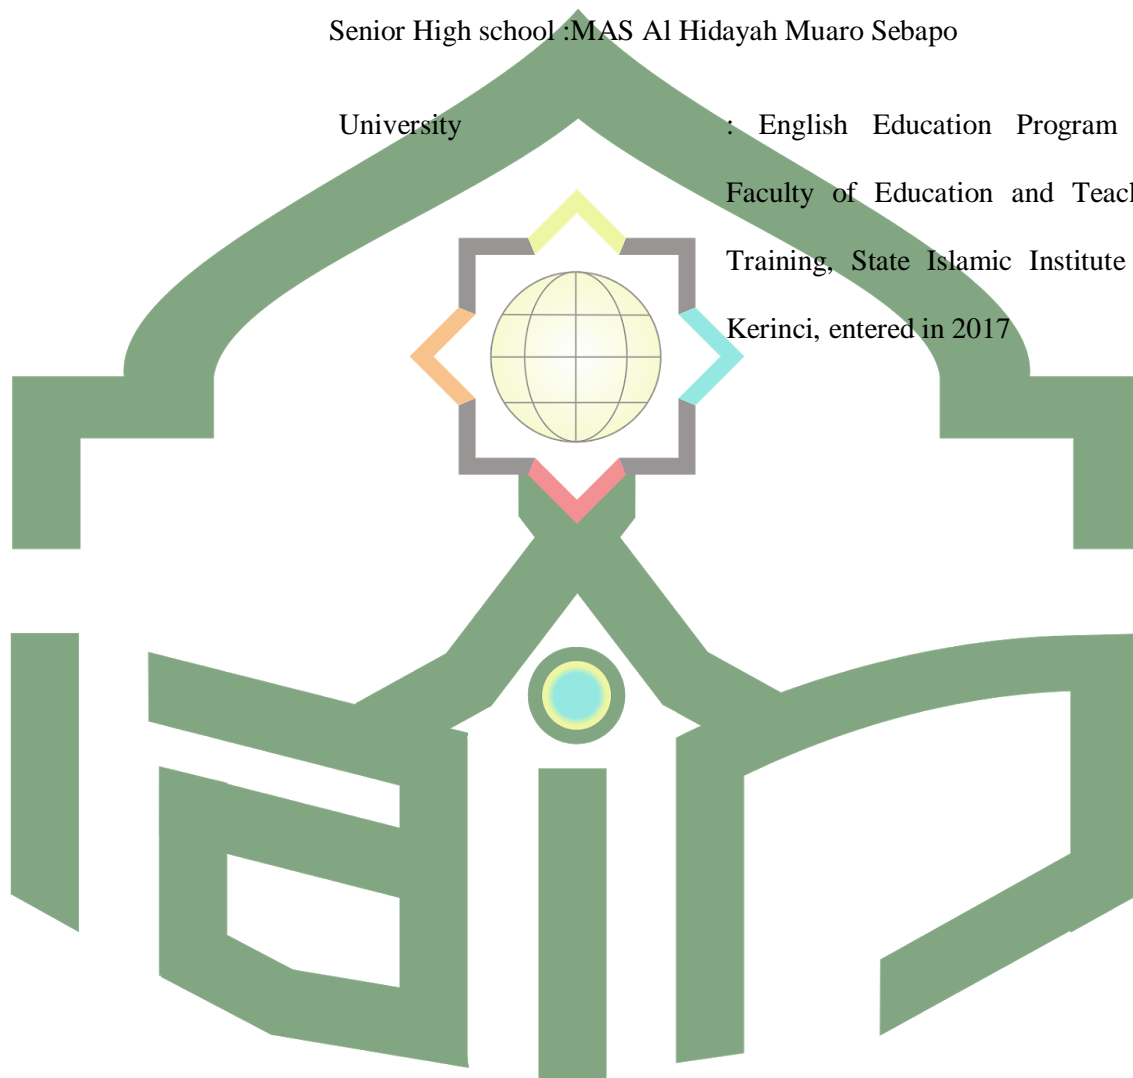 Senior High school :MAS Al Hidayah Muaro Sebapo
University : English Education Program
Faculty of Education and
Training, State Islamic Institute
Kerinci, entered in 2017
iain